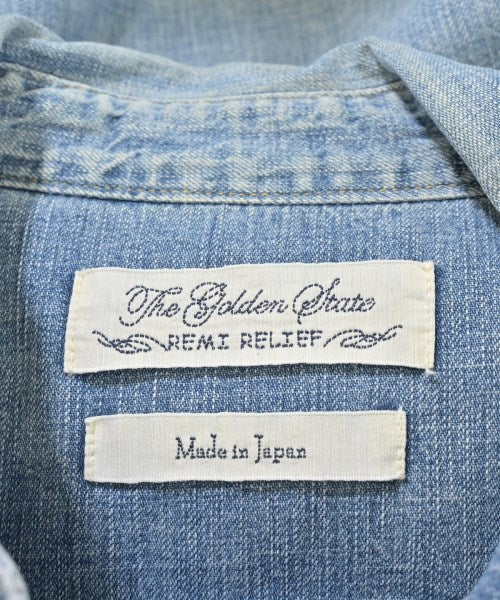 The Golden State
REMI RELIEF
Made in Japan